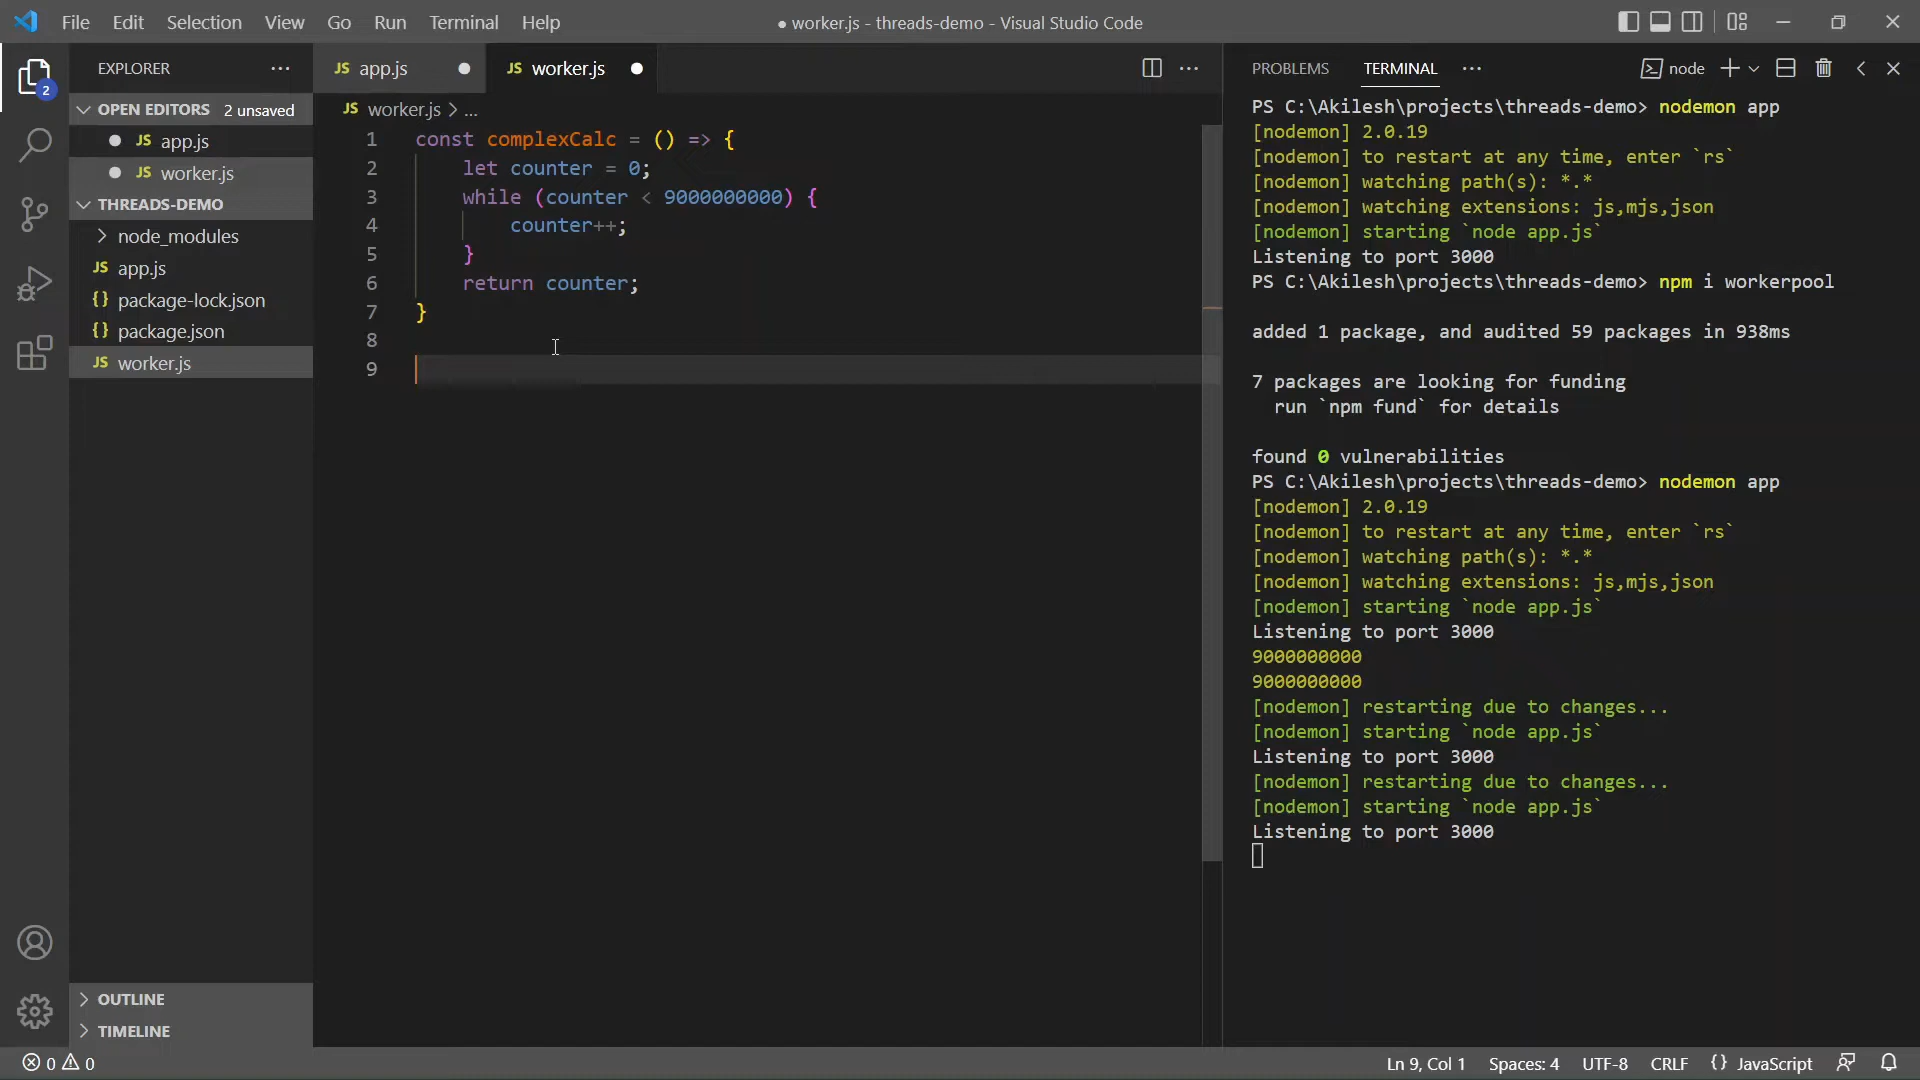 File Edit Selection View Go Run Terminal Help
● worker.js - threads-demo - Visual Studio Code
EXPLORER
OPEN EDITORS 2 unsaved
JS app.js
JS worker.js
THREADS-DEMO
node_modules
JS app.js
{} package-lock.json
{} package.json
JS worker.js
OUTLINE
TIMELINE
2
JS app.js ● JS worker.js ●
JS worker.js > ...
1 const complexCalc = () => {
2 let counter = 0;
3 while (counter < 9000000000) {
4 counter++;
5 }
6 return counter;
7 }
8
9
PROBLEMS TERMINAL ... node
PS C:\Akilesh\projects\threads-demo> nodemon app
[nodemon] 2.0.19
[nodemon] to restart at any time, enter `rs`
[nodemon] watching path(s): *.*
[nodemon] watching extensions: js,mjs,json
[nodemon] starting `node app.js`
Listening to port 3000
PS C:\Akilesh\projects\threads-demo> npm i workerpool
added 1 package, and audited 59 packages in 938ms
7 packages are looking for funding
run `npm fund` for details
found 0 vulnerabilities
PS C:\Akilesh\projects\threads-demo> nodemon app
[nodemon] 2.0.19
[nodemon] to restart at any time, enter `rs`
[nodemon] watching path(s): *.*
[nodemon] watching extensions: js,mjs,json
[nodemon] starting `node app.js`
Listening to port 3000
9000000000
9000000000
[nodemon] restarting due to changes...
[nodemon] starting `node app.js`
Listening to port 3000
[nodemon] restarting due to changes...
[nodemon] starting `node app.js`
Listening to port 3000
0 0
Ln 9, Col 1 Spaces: 4 UTF-8 CRLF {} JavaScript